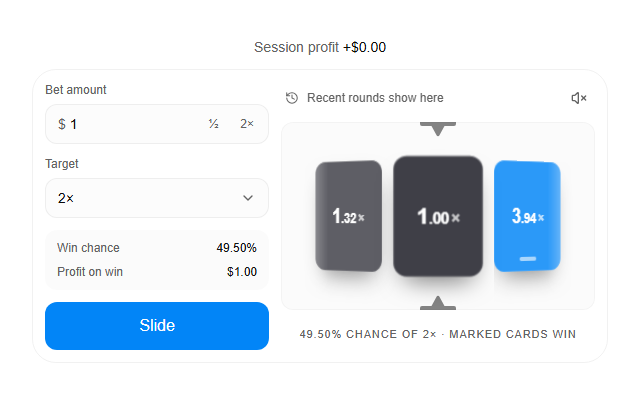 Session profit +$0.00
Bet amount
$ 1 ½ 2×
Target
2×
Win chance 49.50%
Profit on win $1.00
Slide
Recent rounds show here
1.32× 1.00× 3.94×
49.50% CHANCE OF 2× · MARKED CARDS WIN